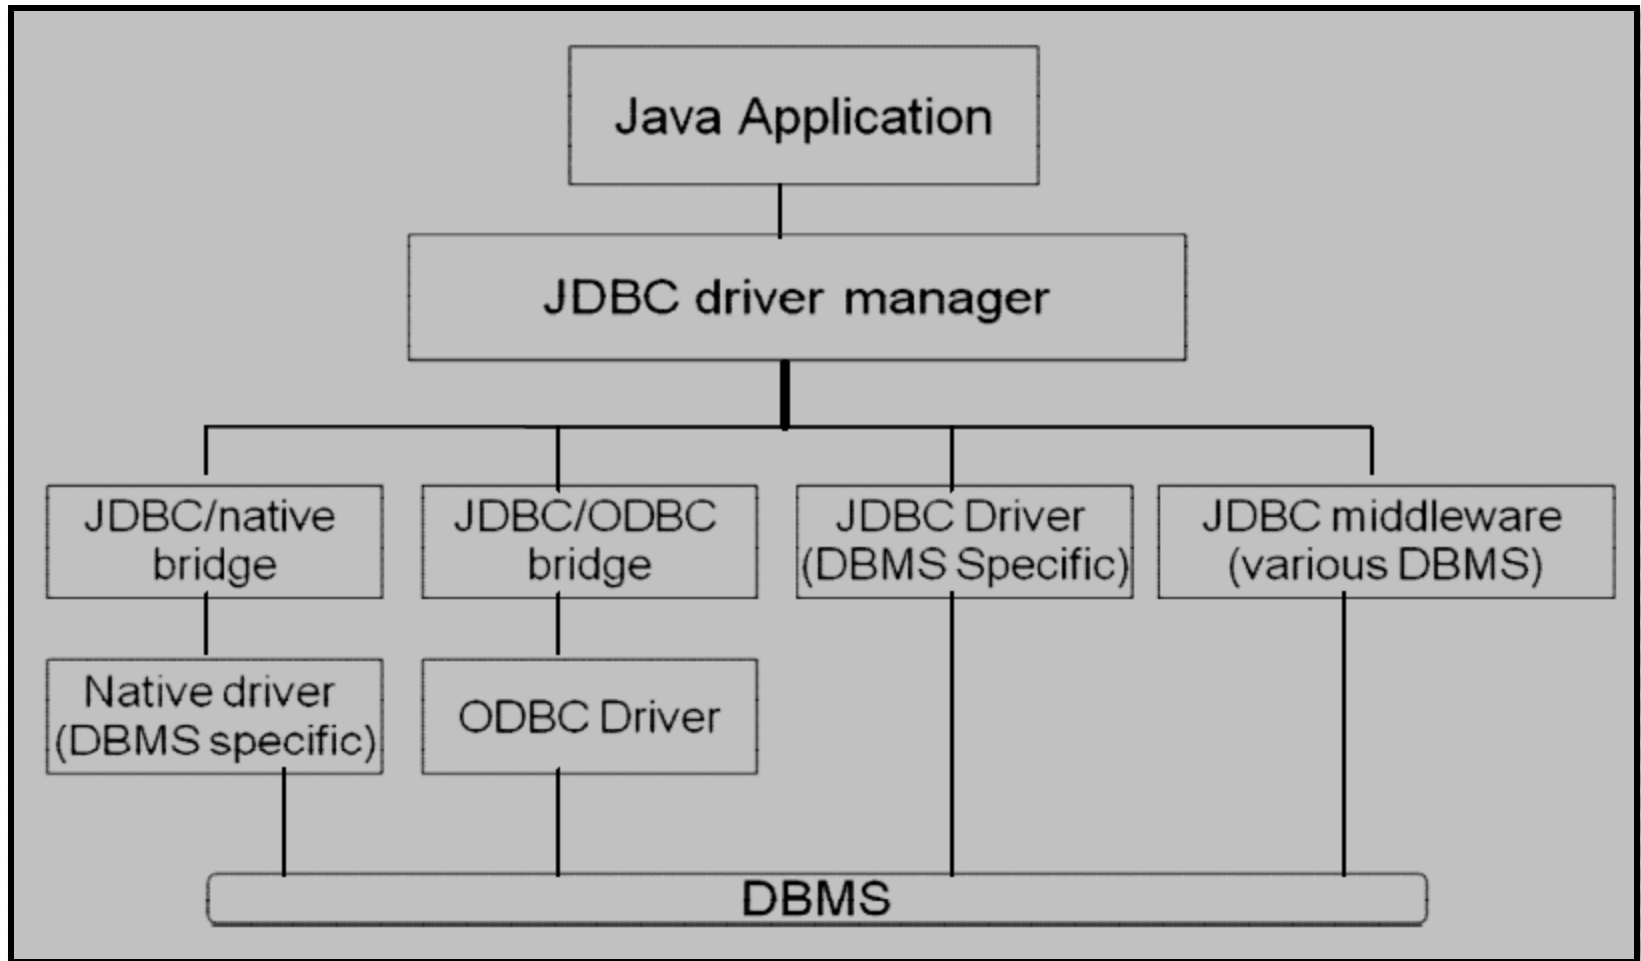 Java Application
JDBC driver manager
JDBC/native
bridge
JDBC/ODBC
bridge
JDBC Driver
(DBMS Specific)
JDBC middleware
(various DBMS)
Native driver
(DBMS specific)
ODBC Driver
DBMS